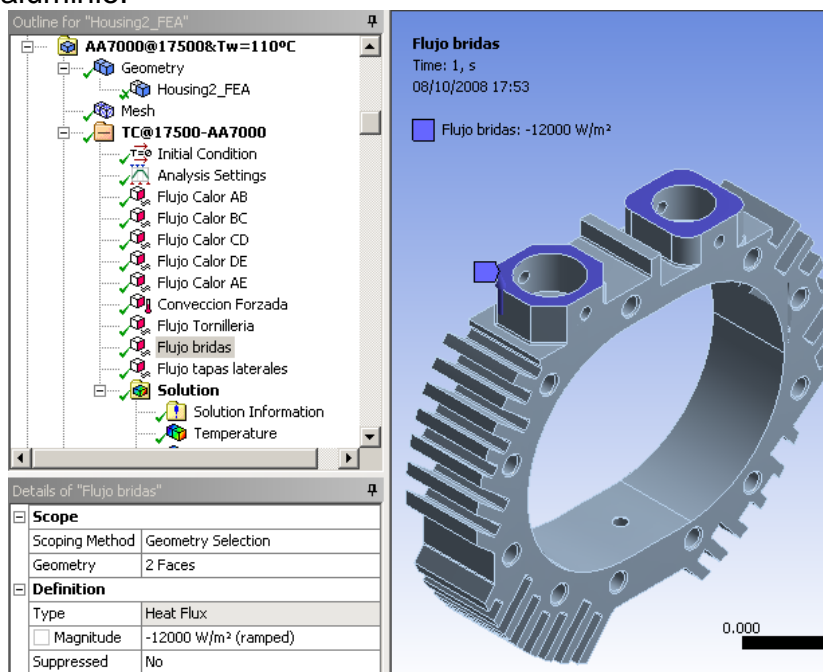 aluminio.
Outline for "Housing2_FEA"
AA7000@17500&Tw=110ºC
Geometry
Housing2_FEA
Mesh
TC@17500-AA7000
T=0 Initial Condition
Analysis Settings
Flujo Calor AB
Flujo Calor BC
Flujo Calor CD
Flujo Calor DE
Flujo Calor AE
Conveccion Forzada
Flujo Tornilleria
Flujo bridas
Flujo tapas laterales
Solution
Solution Information
Temperature
Details of "Flujo bridas"
Scope
Scoping Method Geometry Selection
Geometry 2 Faces
Definition
Type Heat Flux
Magnitude -12000 W/m² (ramped)
Suppressed No
Flujo bridas
Time: 1, s
08/10/2008 17:53
Flujo bridas: -12000 W/m²
0.000